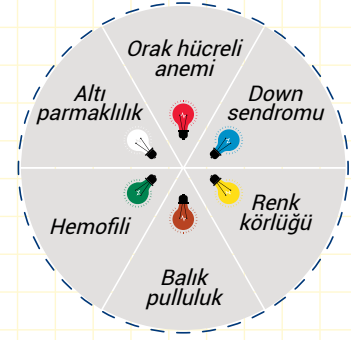 Orak hücreli
anemi
Altı
parmaklılık
Down
sendromu
Hemofili
Renk
körlüğü
Balık
pulluluk